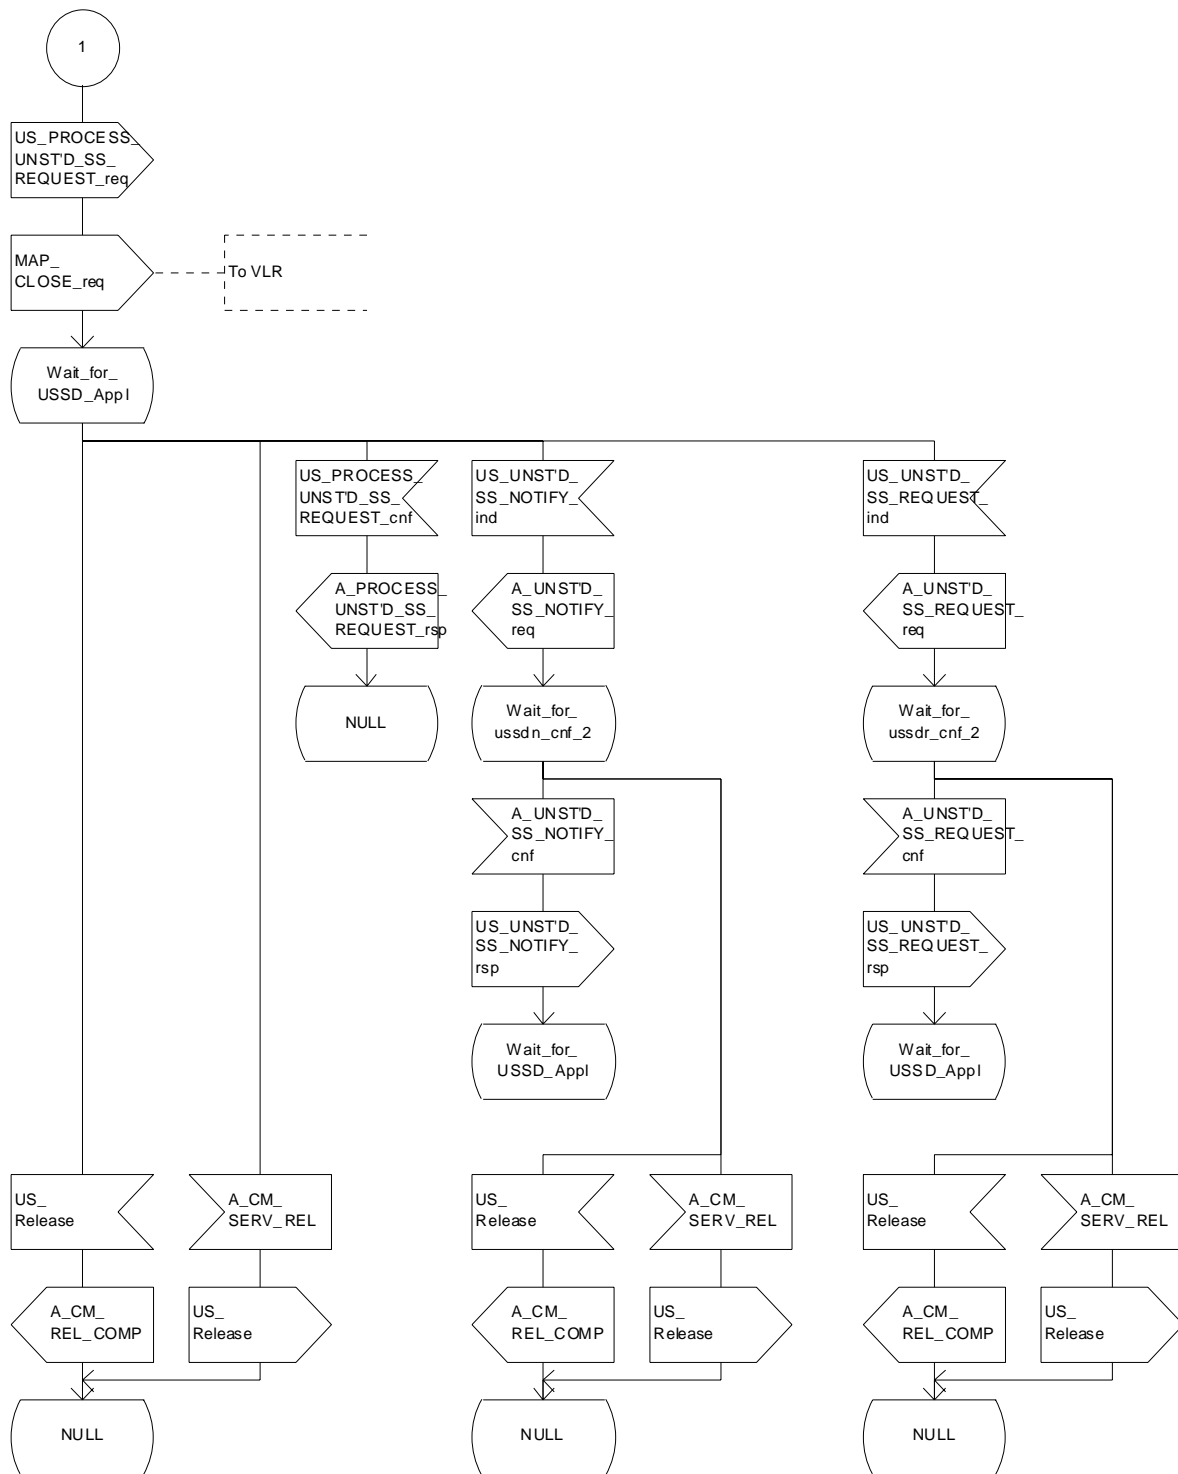 1
US_PROCESS_
UNST'D_SS_
REQUEST_req
MAP_
CLOSE_req
To VLR
Wait_for_
USSD_Appl
US_PROCESS_
UNST'D_SS_
REQUEST_cnf
US_UNST'D_
SS_NOTIFY_
ind
US_UNST'D_
SS_REQUEST_
ind
A_PROCESS_
UNST'D_SS_
REQUEST_rsp
A_UNST'D_
SS_NOTIFY_
req
A_UNST'D_
SS_REQUEST_
req
NULL
Wait_for_
ussdn_cnf_2
Wait_for_
ussdr_cnf_2
A_UNST'D_
SS_NOTIFY_
cnf
A_UNST'D_
SS_REQUEST_
cnf
US_UNST'D_
SS_NOTIFY_
rsp
US_UNST'D_
SS_REQUEST_
rsp
Wait_for_
USSD_Appl
Wait_for_
USSD_Appl
US_
Release
A_CM_
SERV_REL
US_
Release
A_CM_
SERV_REL
US_
Release
A_CM_
SERV_REL
A_CM_
REL_COMP
US_
Release
A_CM_
REL_COMP
US_
Release
A_CM_
REL_COMP
US_
Release
NULL
NULL
NULL